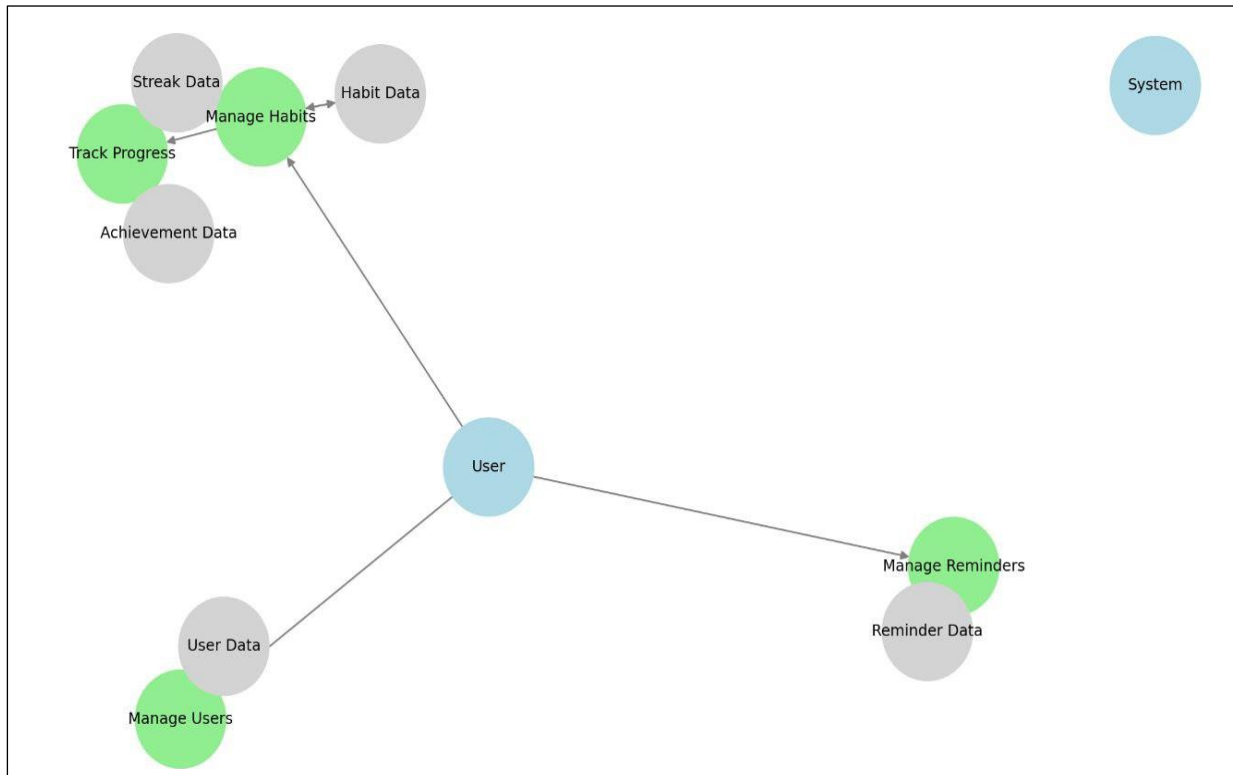 Streak Data
Habit Data
System
Manage Habits
Track Progress
Achievement Data
User
Manage Reminders
Reminder Data
User Data
Manage Users